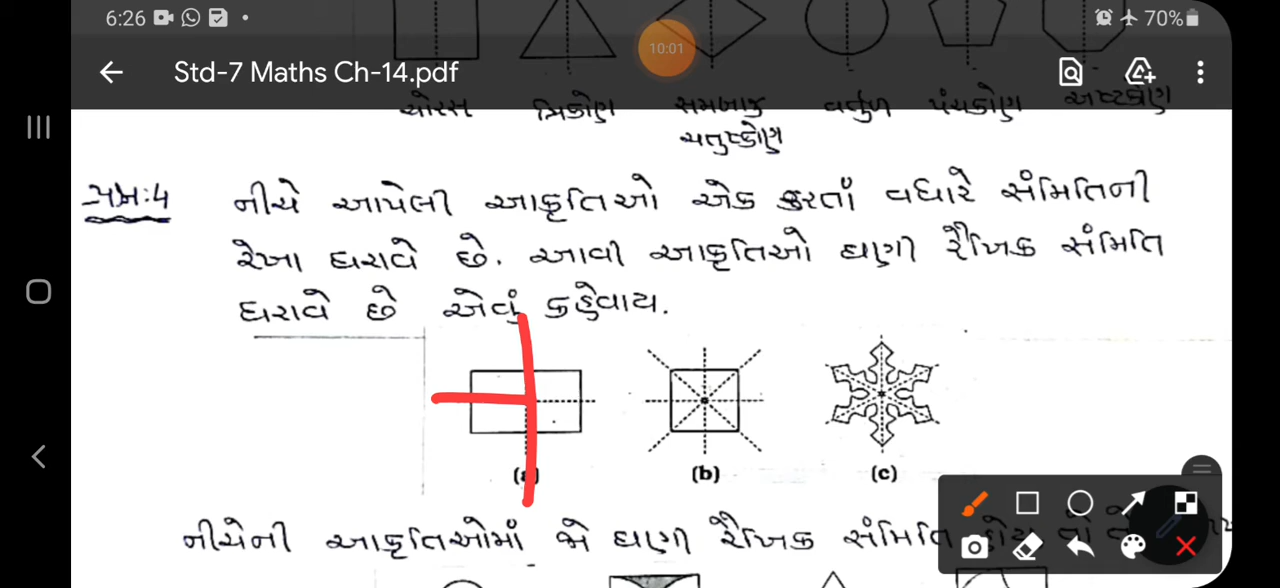 6:26
70%
10:01
Std-7 Maths Ch-14.pdf
ચોરસ ત્રિકોણ સમબાજુ વર્તુળ પંચકોણ અષ્ટકોણ
ચતુષ્કોણ
પ્રશ્ન:4 નીચે આપેલી આકૃતિઓ એક કરતાં વધારે સંમિતિની
રેખા ધરાવે છે. આવી આકૃતિઓ ઘણી રૈખિક સંમિતિ
ધરાવે છે એવું કહેવાય.
(a) (b) (c)
નીચેની આકૃતિઓમાં જે ઘણી રૈખિક સંમિતિ